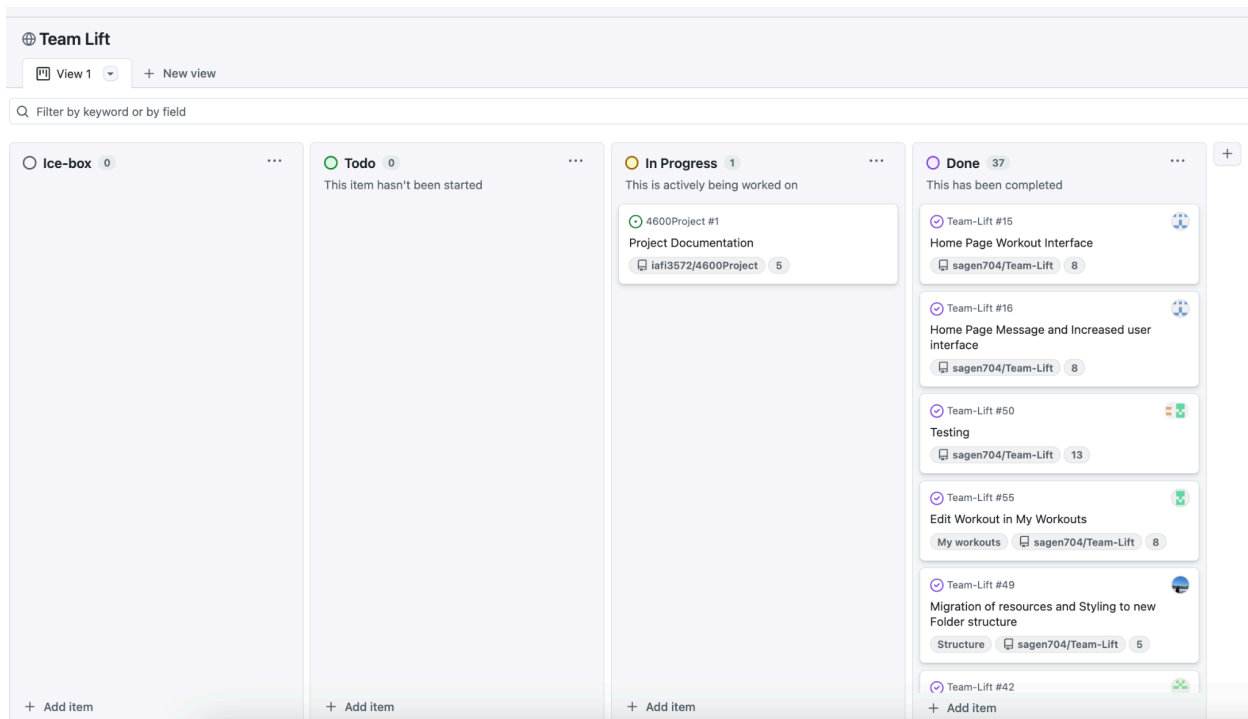 Team Lift
View 1
+ New view
Filter by keyword or by field
Ice-box 0 ...
+ Add item
Todo 0 ...
This item hasn't been started
+ Add item
In Progress 1 ...
This is actively being worked on
4600Project #1
Project Documentation
iafi3572/4600Project 5
+ Add item
Done 37 ...
This has been completed
Team-Lift #15
Home Page Workout Interface
sagen704/Team-Lift 8
Team-Lift #16
Home Page Message and Increased user
interface
sagen704/Team-Lift 8
Team-Lift #50
Testing
sagen704/Team-Lift 13
Team-Lift #55
Edit Workout in My Workouts
My workouts sagen704/Team-Lift 8
Team-Lift #49
Migration of resources and Styling to new
Folder structure
Structure sagen704/Team-Lift 5
Team-Lift #42
+ Add item
+